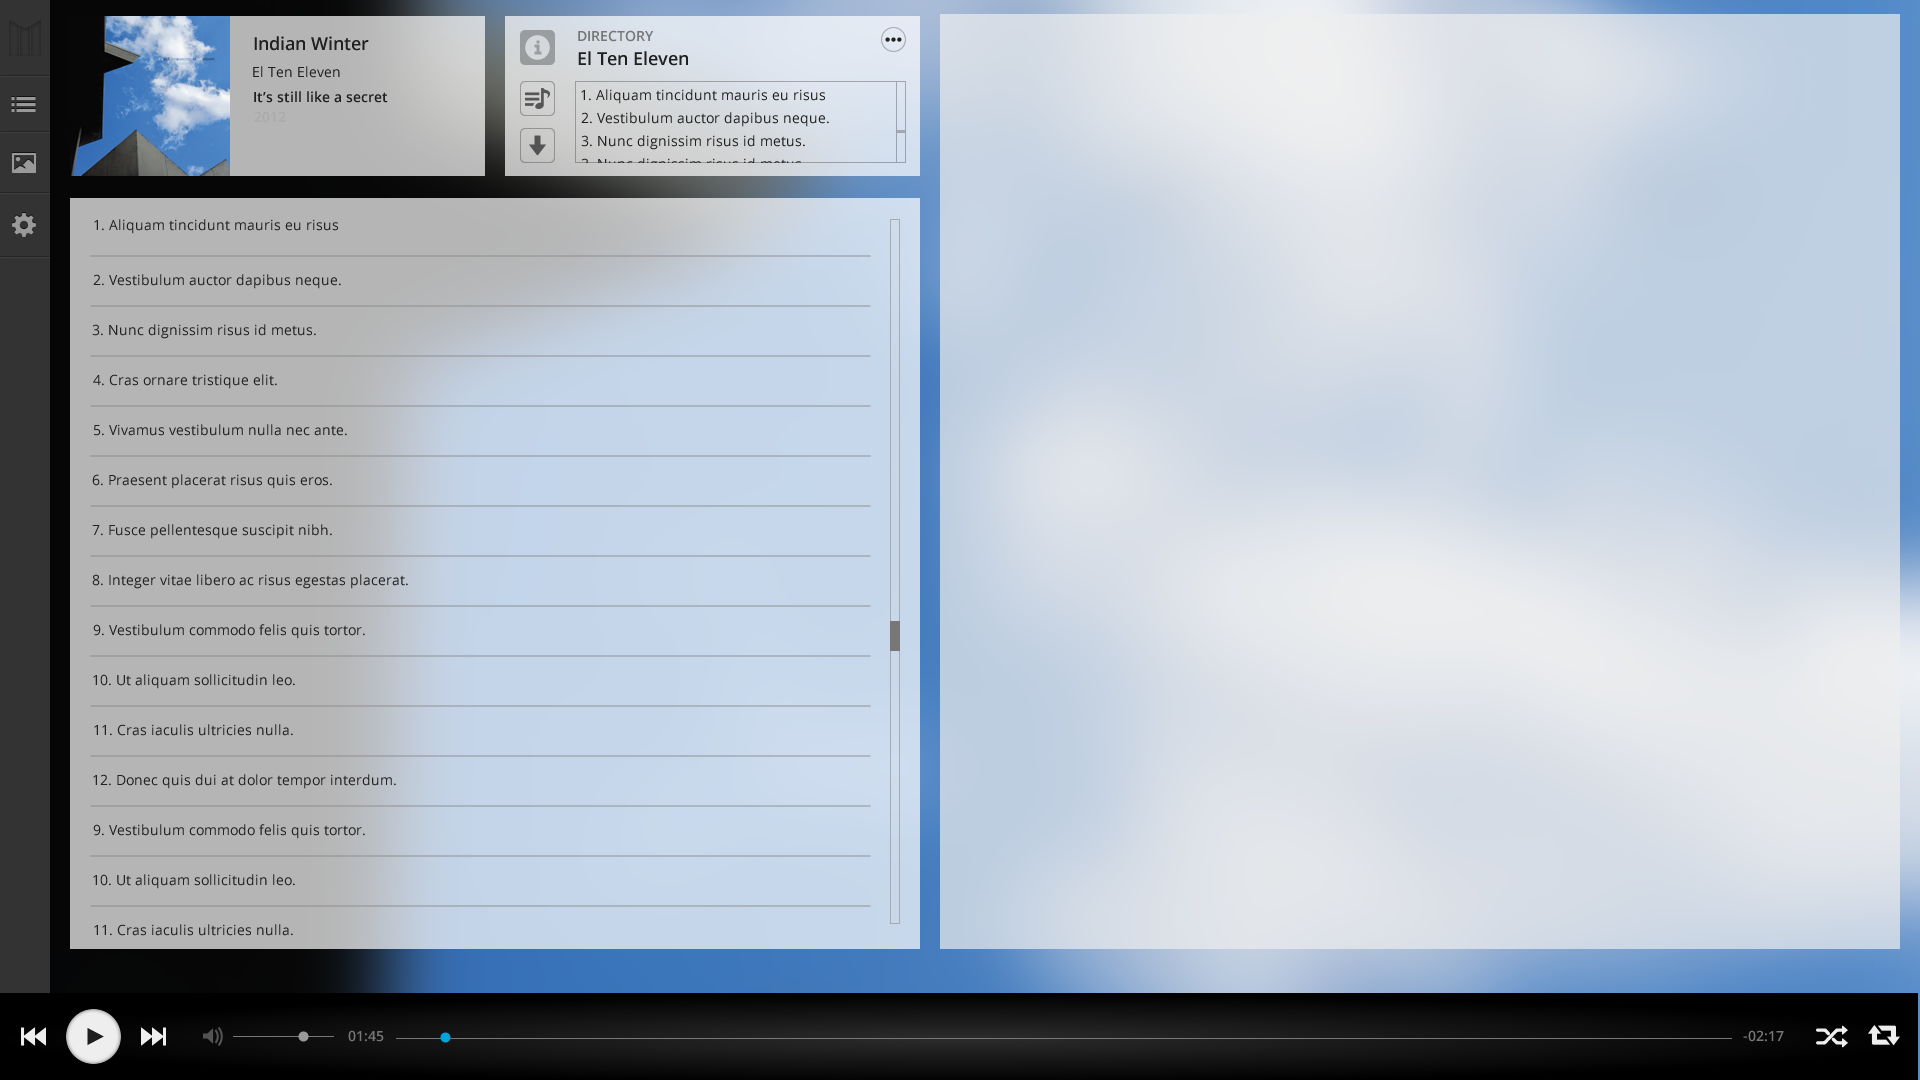 Indian Winter
El Ten Eleven
It's still like a secret
2012
DIRECTORY
El Ten Eleven
1. Aliquam tincidunt mauris eu risus
2. Vestibulum auctor dapibus neque.
3. Nunc dignissim risus id metus.
3. Nunc dignissim risus id metus.
1. Aliquam tincidunt mauris eu risus
2. Vestibulum auctor dapibus neque.
3. Nunc dignissim risus id metus.
4. Cras ornare tristique elit.
5. Vivamus vestibulum nulla nec ante.
6. Praesent placerat risus quis eros.
7. Fusce pellentesque suscipit nibh.
8. Integer vitae libero ac risus egestas placerat.
9. Vestibulum commodo felis quis tortor.
10. Ut aliquam sollicitudin leo.
11. Cras iaculis ultricies nulla.
12. Donec quis dui at dolor tempor interdum.
9. Vestibulum commodo felis quis tortor.
10. Ut aliquam sollicitudin leo.
11. Cras iaculis ultricies nulla.
01:45
-02:17